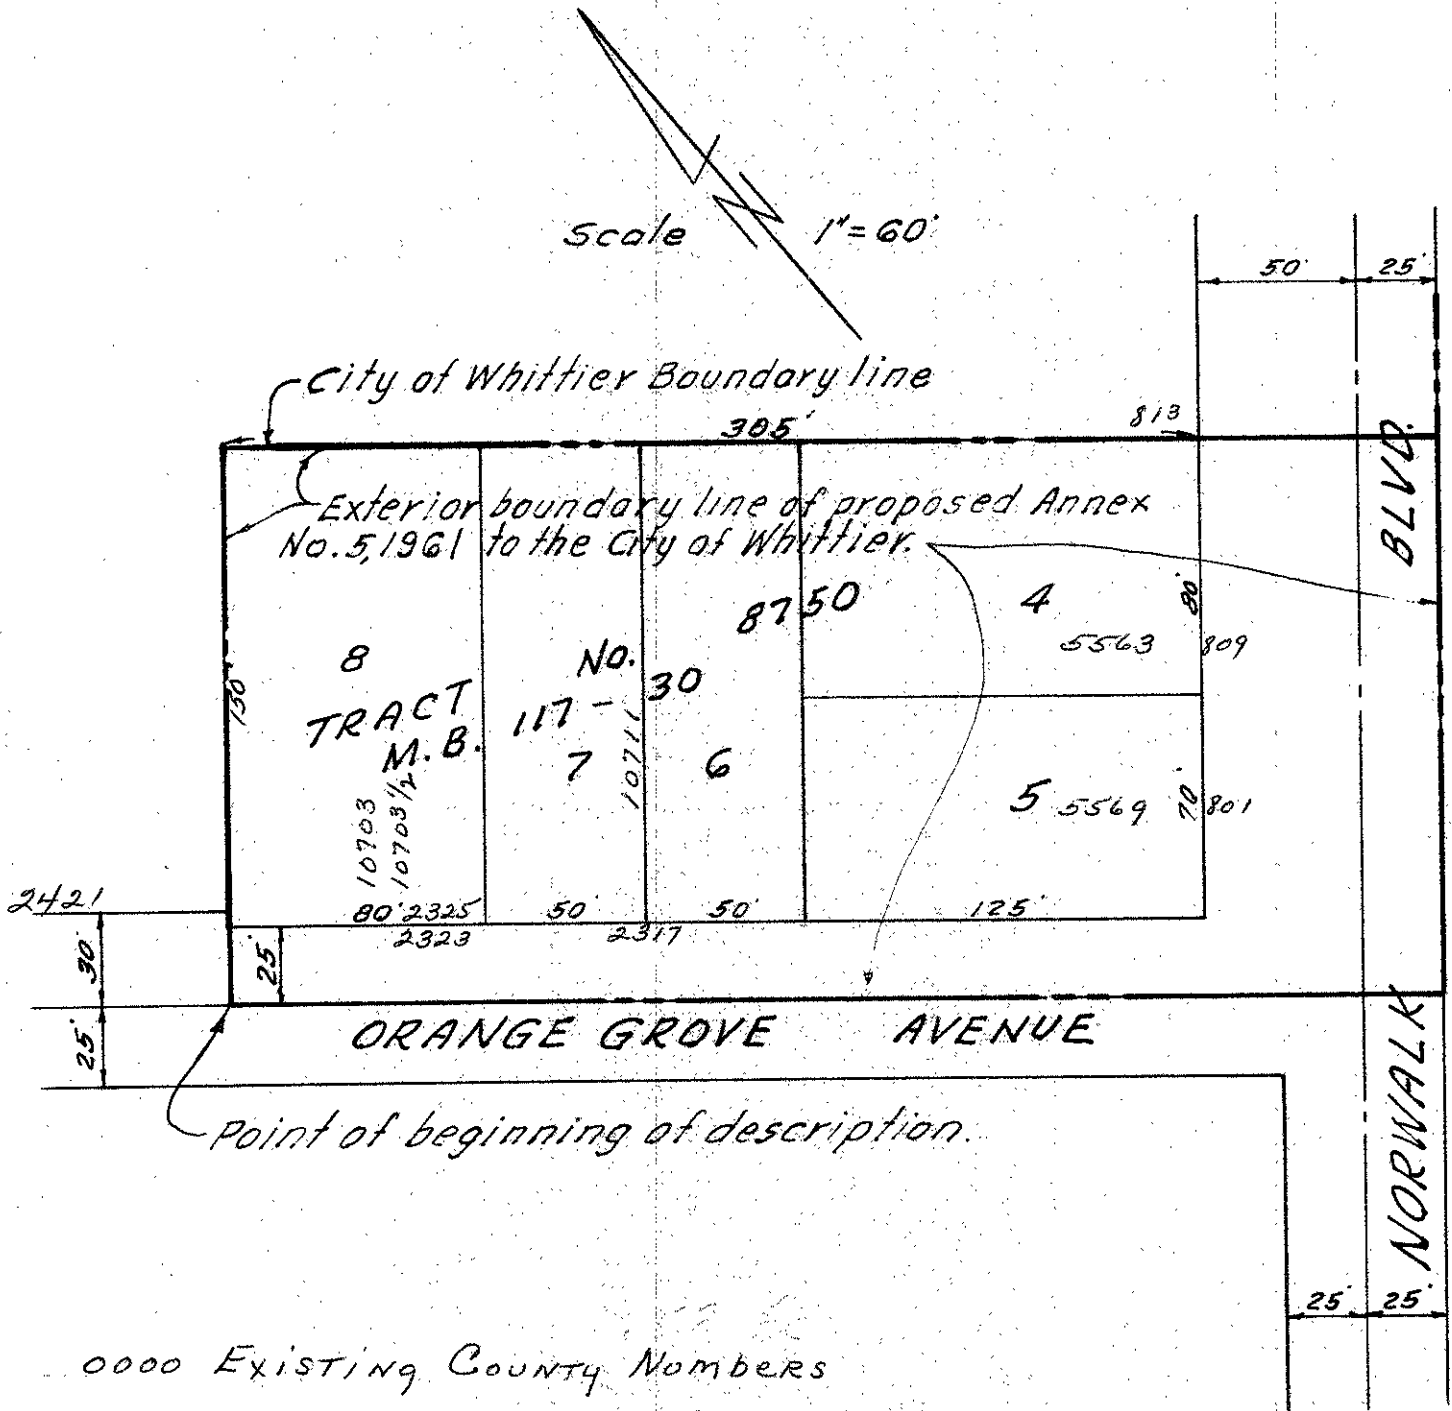 Scale 1"=60'
50' 25'
City of Whittier Boundary line
305'
813
BLVD.
Exterior boundary line of proposed Annex
No. 5, 1961 to the City of Whittier.
8750
4
80'
5563 809
8
No.
150'
TRACT
117-30
M.B.
7
10711
6
5 5569
70'
801
10703
10703 1/2
2421
80' 2325 50' 50' 125'
2323 2317
30'
25'
ORANGE GROVE AVENUE
25'
Point of beginning of description.
NORWALK
25' 25'
0000 Existing County Numbers